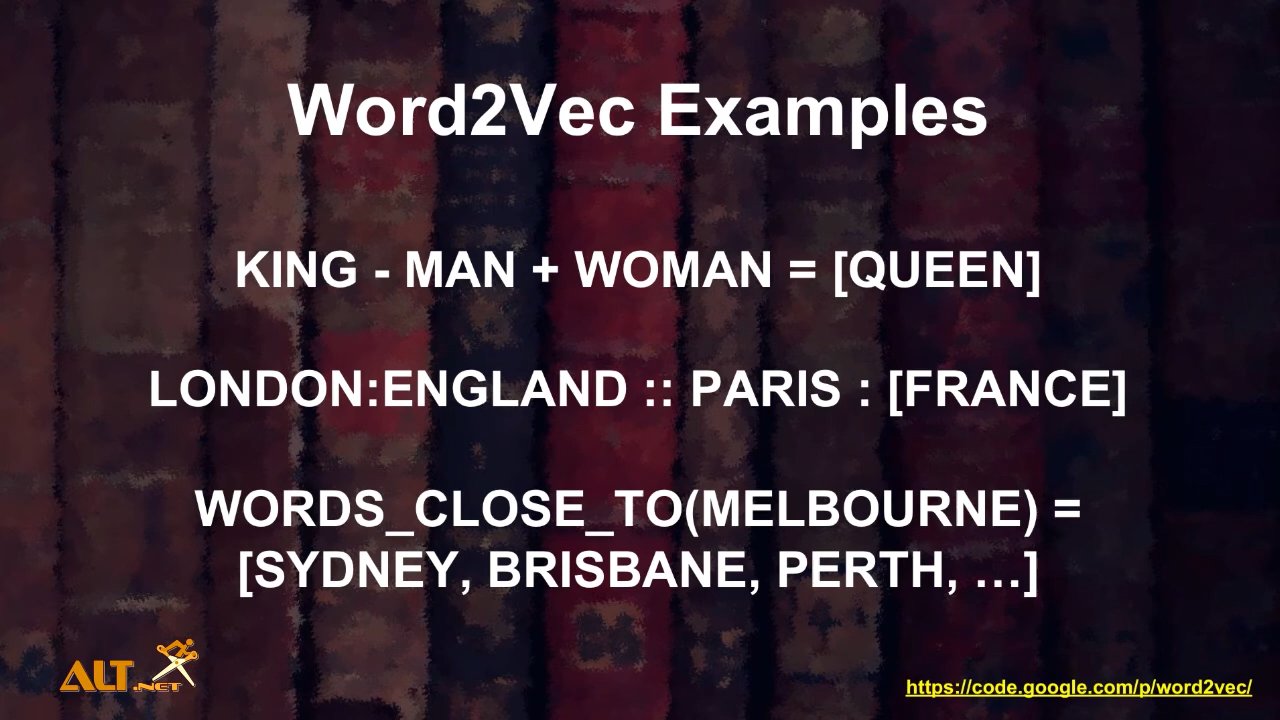 Word2Vec Examples
KING - MAN + WOMAN = [QUEEN]
LONDON:ENGLAND :: PARIS : [FRANCE]
WORDS_CLOSE_TO(MELBOURNE) =
[SYDNEY, BRISBANE, PERTH, …]
ALT.NET
https://code.google.com/p/word2vec/